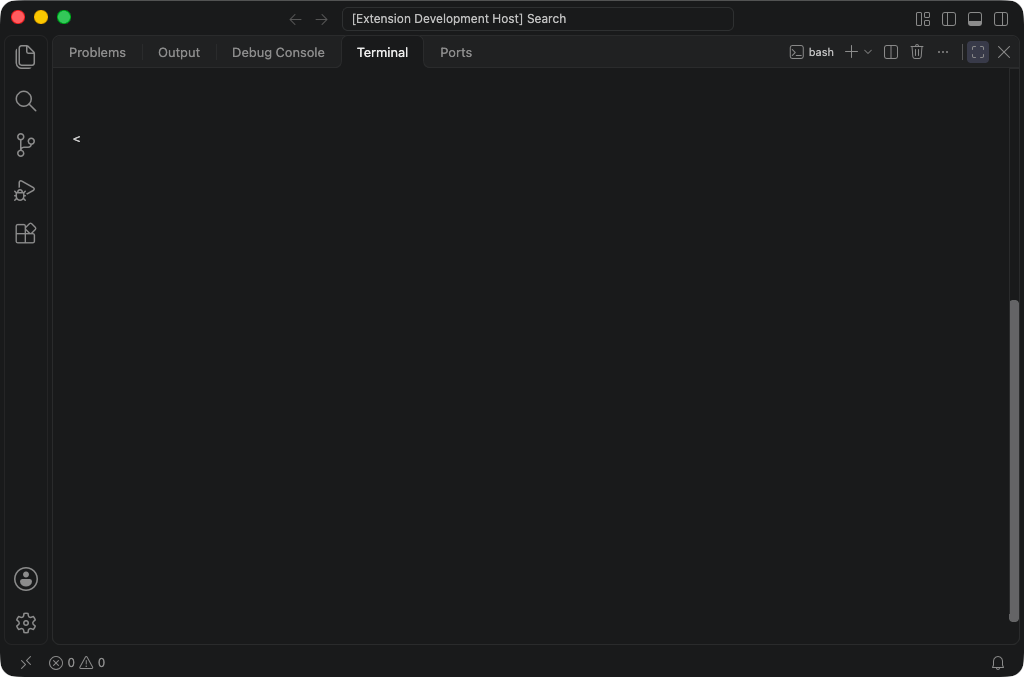 [Extension Development Host] Search
Problems Output Debug Console Terminal Ports bash
<
0 0